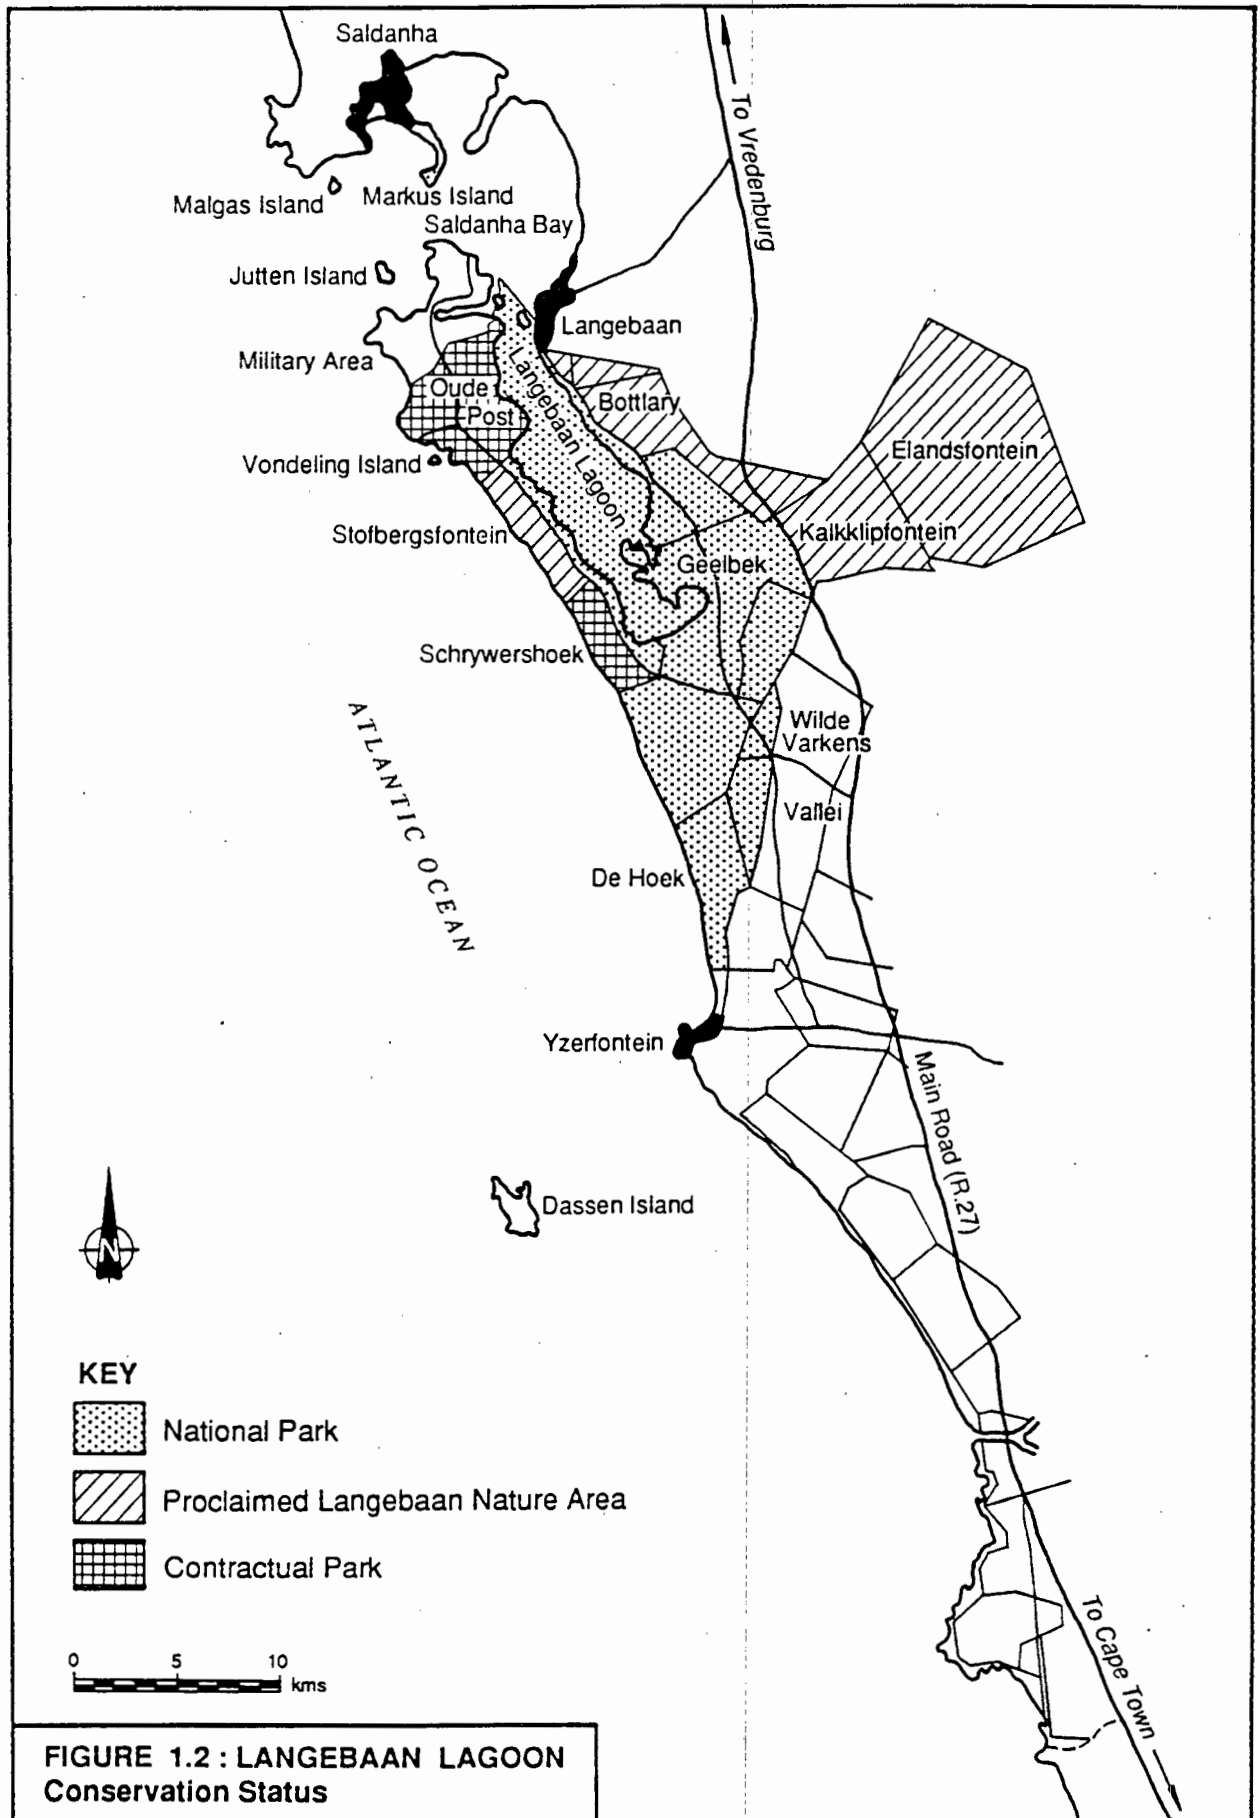 Saldanha
To Vredenburg
Malgas Island
Markus Island
Saldanha Bay
Jutten Island
Langebaan
Military Area
Oude
Post
Langebaan Lagoon
Bottlary
Elandsfontein
Vondeling Island
Stofbergsfontein
Kalkklipfontein
Geelbek
Schrywershoek
ATLANTIC OCEAN
Wilde
Varkens
Vallei
De Hoek
Yzerfontein
Main Road (R.27)
Dassen Island
N
KEY
National Park
Proclaimed Langebaan Nature Area
Contractual Park
0 5 10
kms
To Cape Town
FIGURE 1.2 : LANGEBAAN LAGOON
Conservation Status